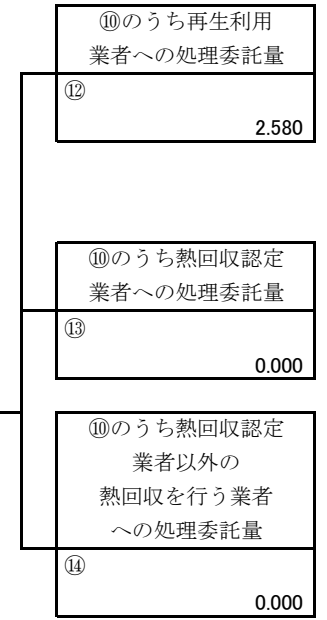 ⑩のうち再生利用
業者への処理委託量
⑫
2.580
⑩のうち熱回収認定
業者への処理委託量
⑬
0.000
⑩のうち熱回収認定
業者以外の
熱回収を行う業者
への処理委託量
⑭
0.000